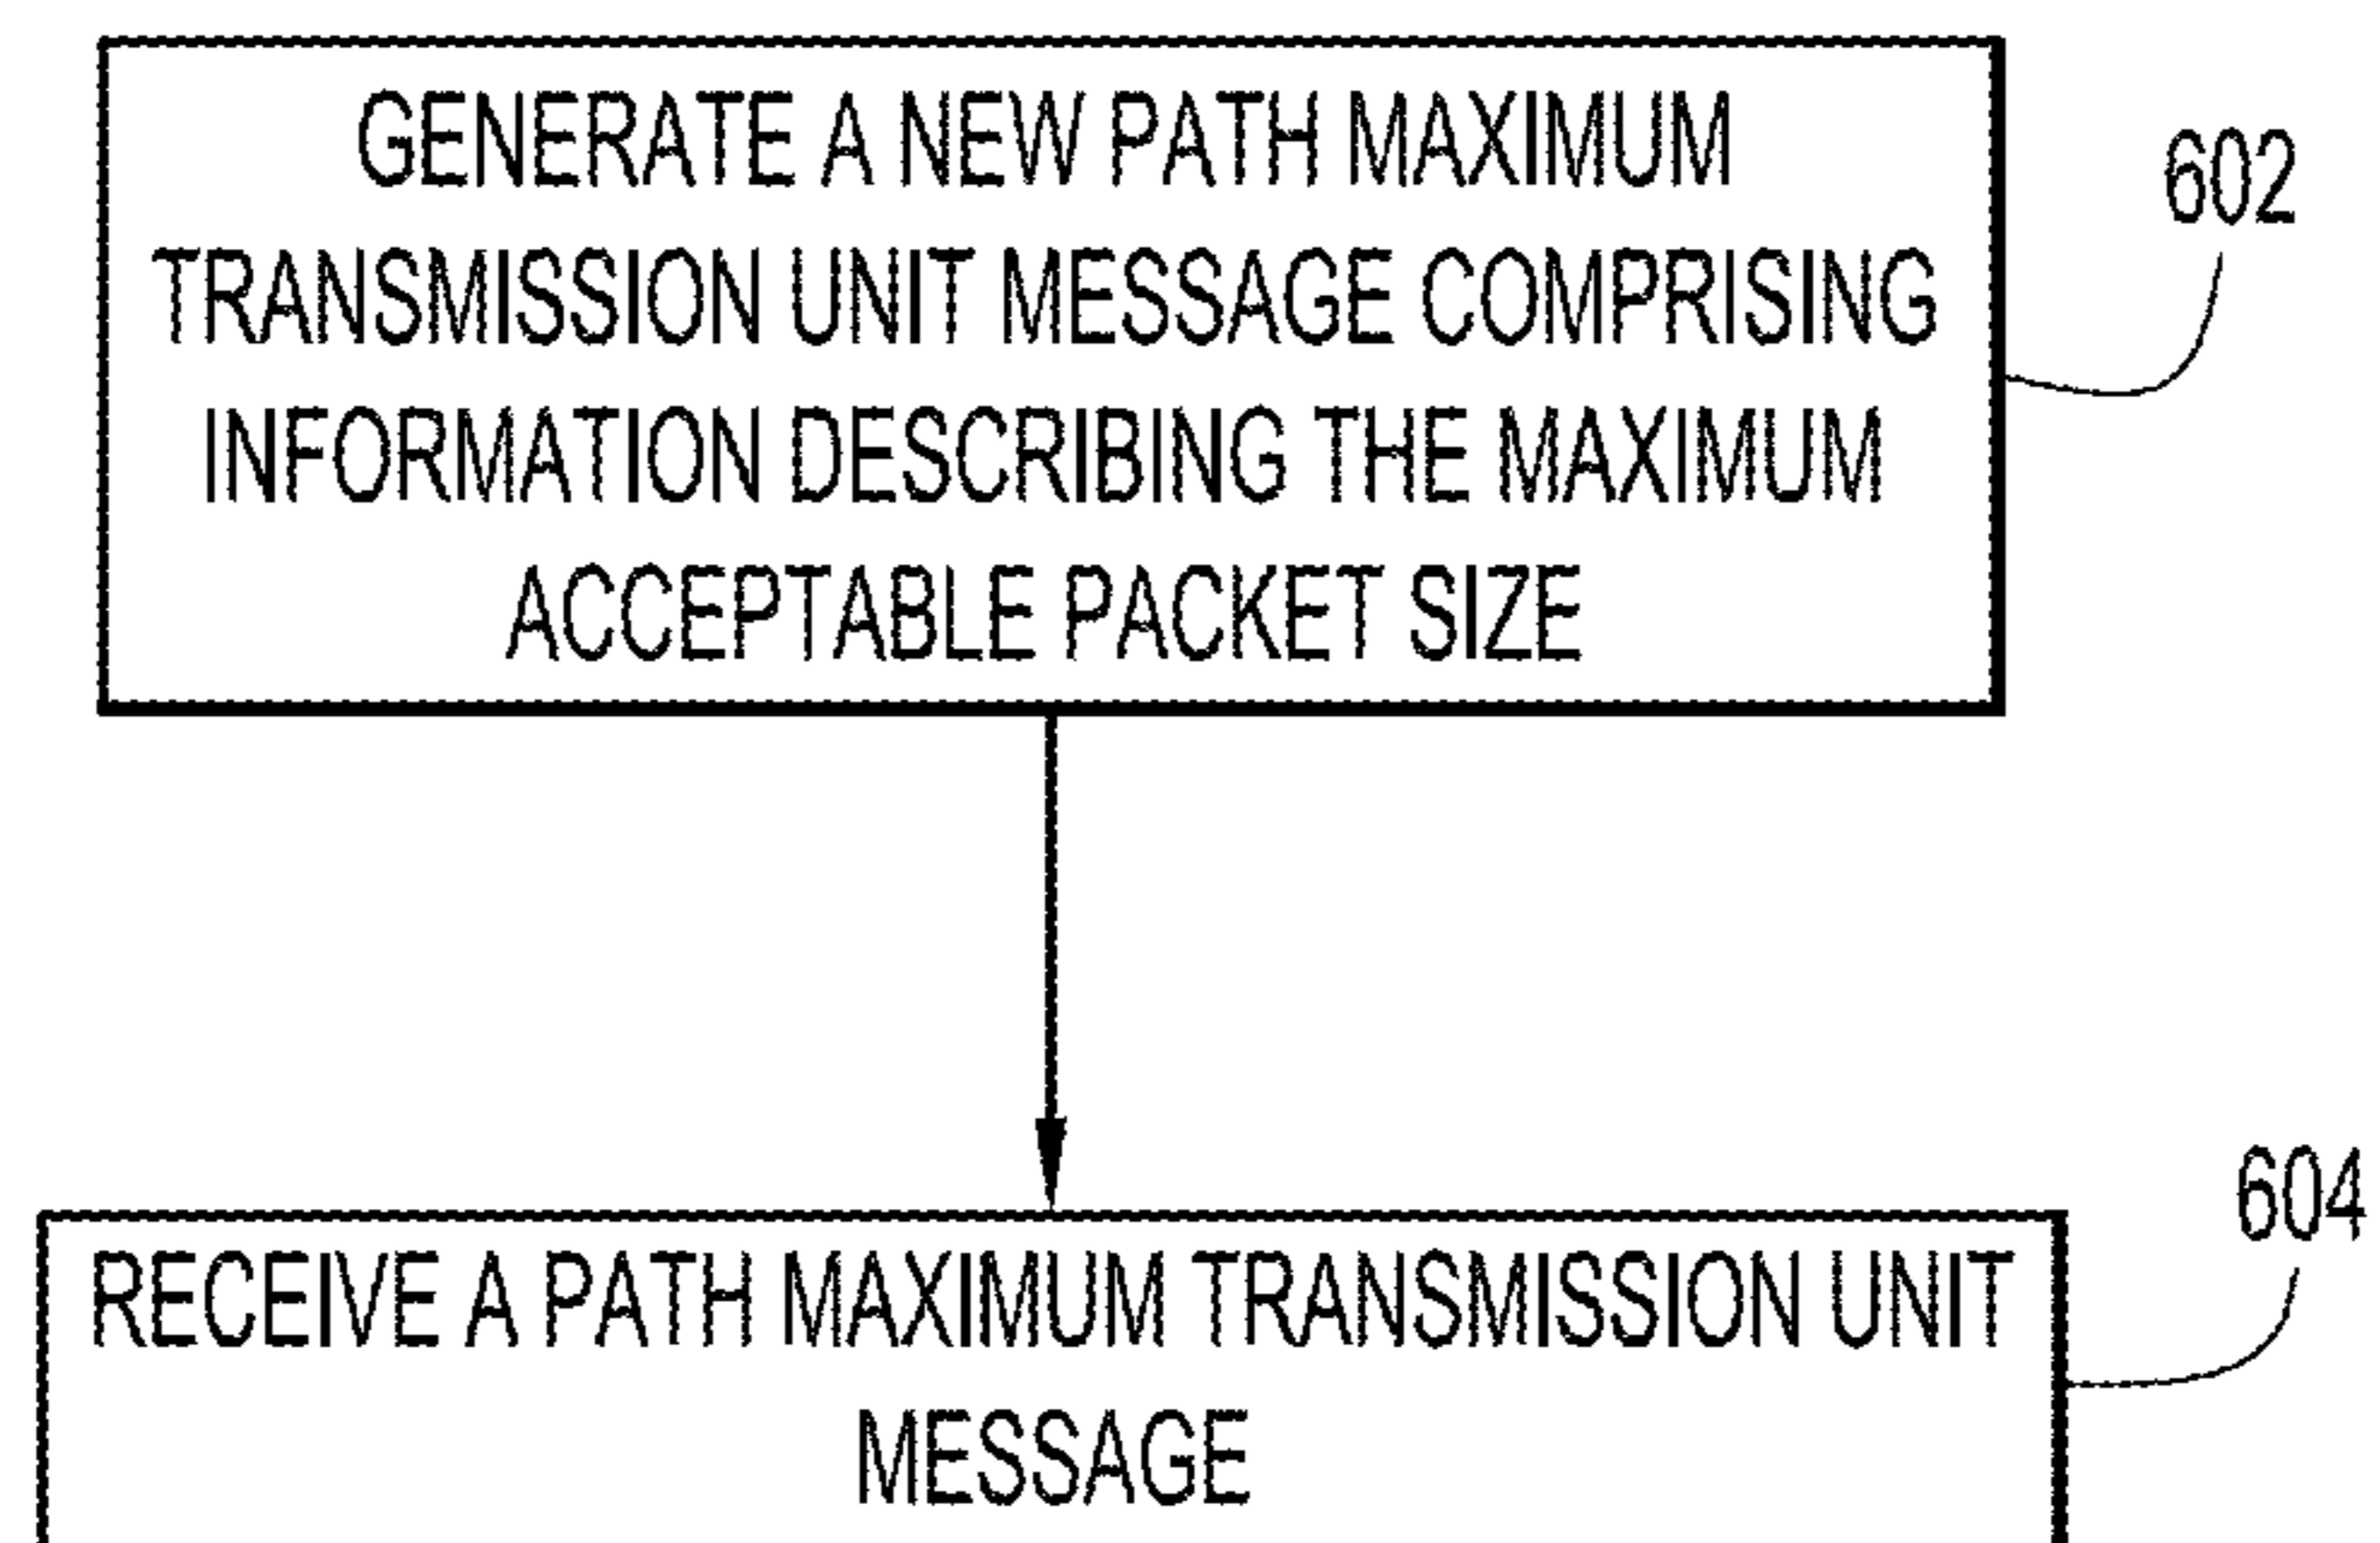 GENERATE A NEW PATH MAXIMUM
TRANSMISSION UNIT MESSAGE COMPRISING
INFORMATION DESCRIBING THE MAXIMUM
ACCEPTABLE PACKET SIZE
602
604
RECEIVE A PATH MAXIMUM TRANSMISSION UNIT
MESSAGE